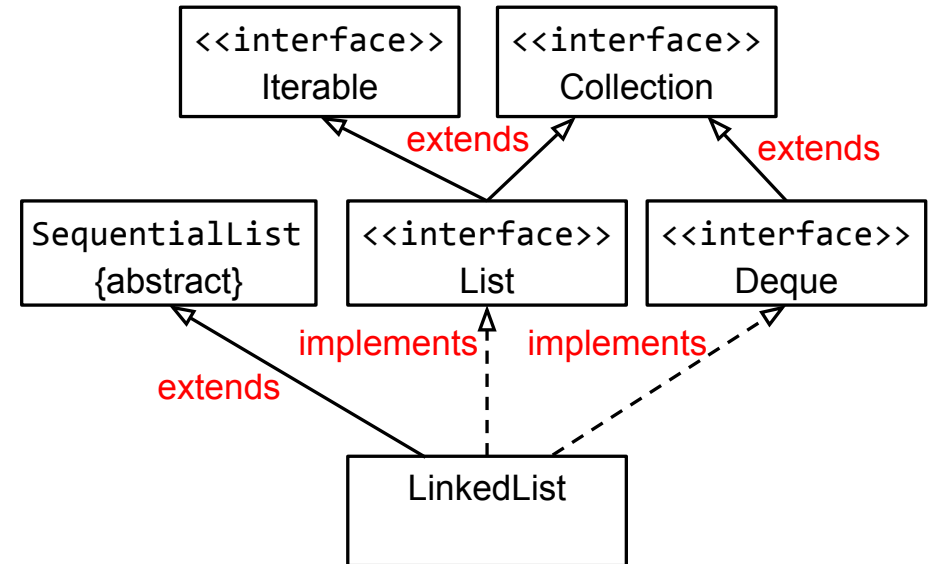 <<interface>>
Iterable
<<interface>>
Collection
extends
extends
SequentialList
{abstract}
<<interface>>
List
<<interface>>
Deque
implements
implements
extends
LinkedList